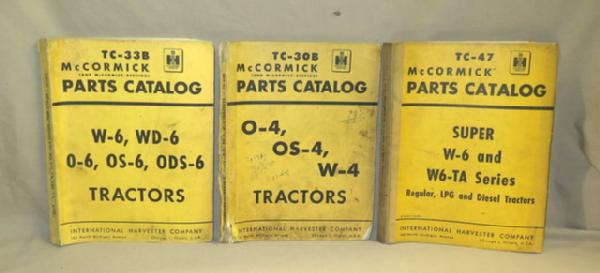 TC-33B
McCORMICK
PARTS CATALOG
W-6, WD-6
O-6, OS-6, ODS-6
TRACTORS
INTERNATIONAL HARVESTER COMPANY
TC-30B
McCORMICK
PARTS CATALOG
O-4,
OS-4,
W-4
TRACTORS
INTERNATIONAL HARVESTER COMPANY
TC-47
McCORMICK
PARTS CATALOG
SUPER
W-6 and
W6-TA Series
Regular, LPG and Diesel Tractors
INTERNATIONAL HARVESTER COMPANY